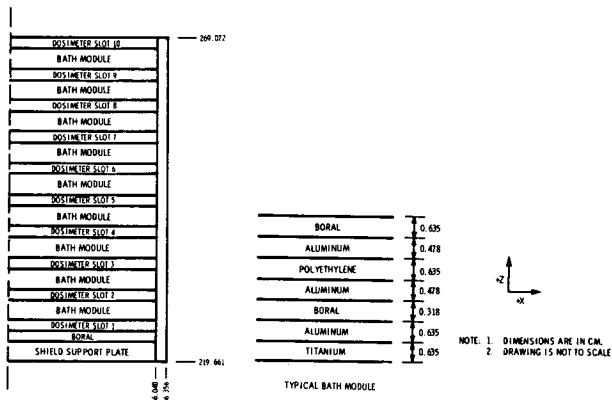 269.072
DOSIMETER SLOT 10
BATH MODULE
DOSIMETER SLOT 9
BATH MODULE
DOSIMETER SLOT 8
BATH MODULE
DOSIMETER SLOT 7
BATH MODULE
DOSIMETER SLOT 6
BATH MODULE
DOSIMETER SLOT 5
BATH MODULE
DOSIMETER SLOT 4
BATH MODULE
DOSIMETER SLOT 3
BATH MODULE
DOSIMETER SLOT 2
BATH MODULE
DOSIMETER SLOT 1
BORAL
SHIELD SUPPORT PLATE
219.661
BORAL 0.635
ALUMINUM 0.478
POLYETHYLENE 0.635
ALUMINUM 0.478
BORAL 0.318
ALUMINUM 0.635
TITANIUM 0.635
TYPICAL BATH MODULE
+Z
+X
NOTE: 1. DIMENSIONS ARE IN CM.
2. DRAWING IS NOT TO SCALE